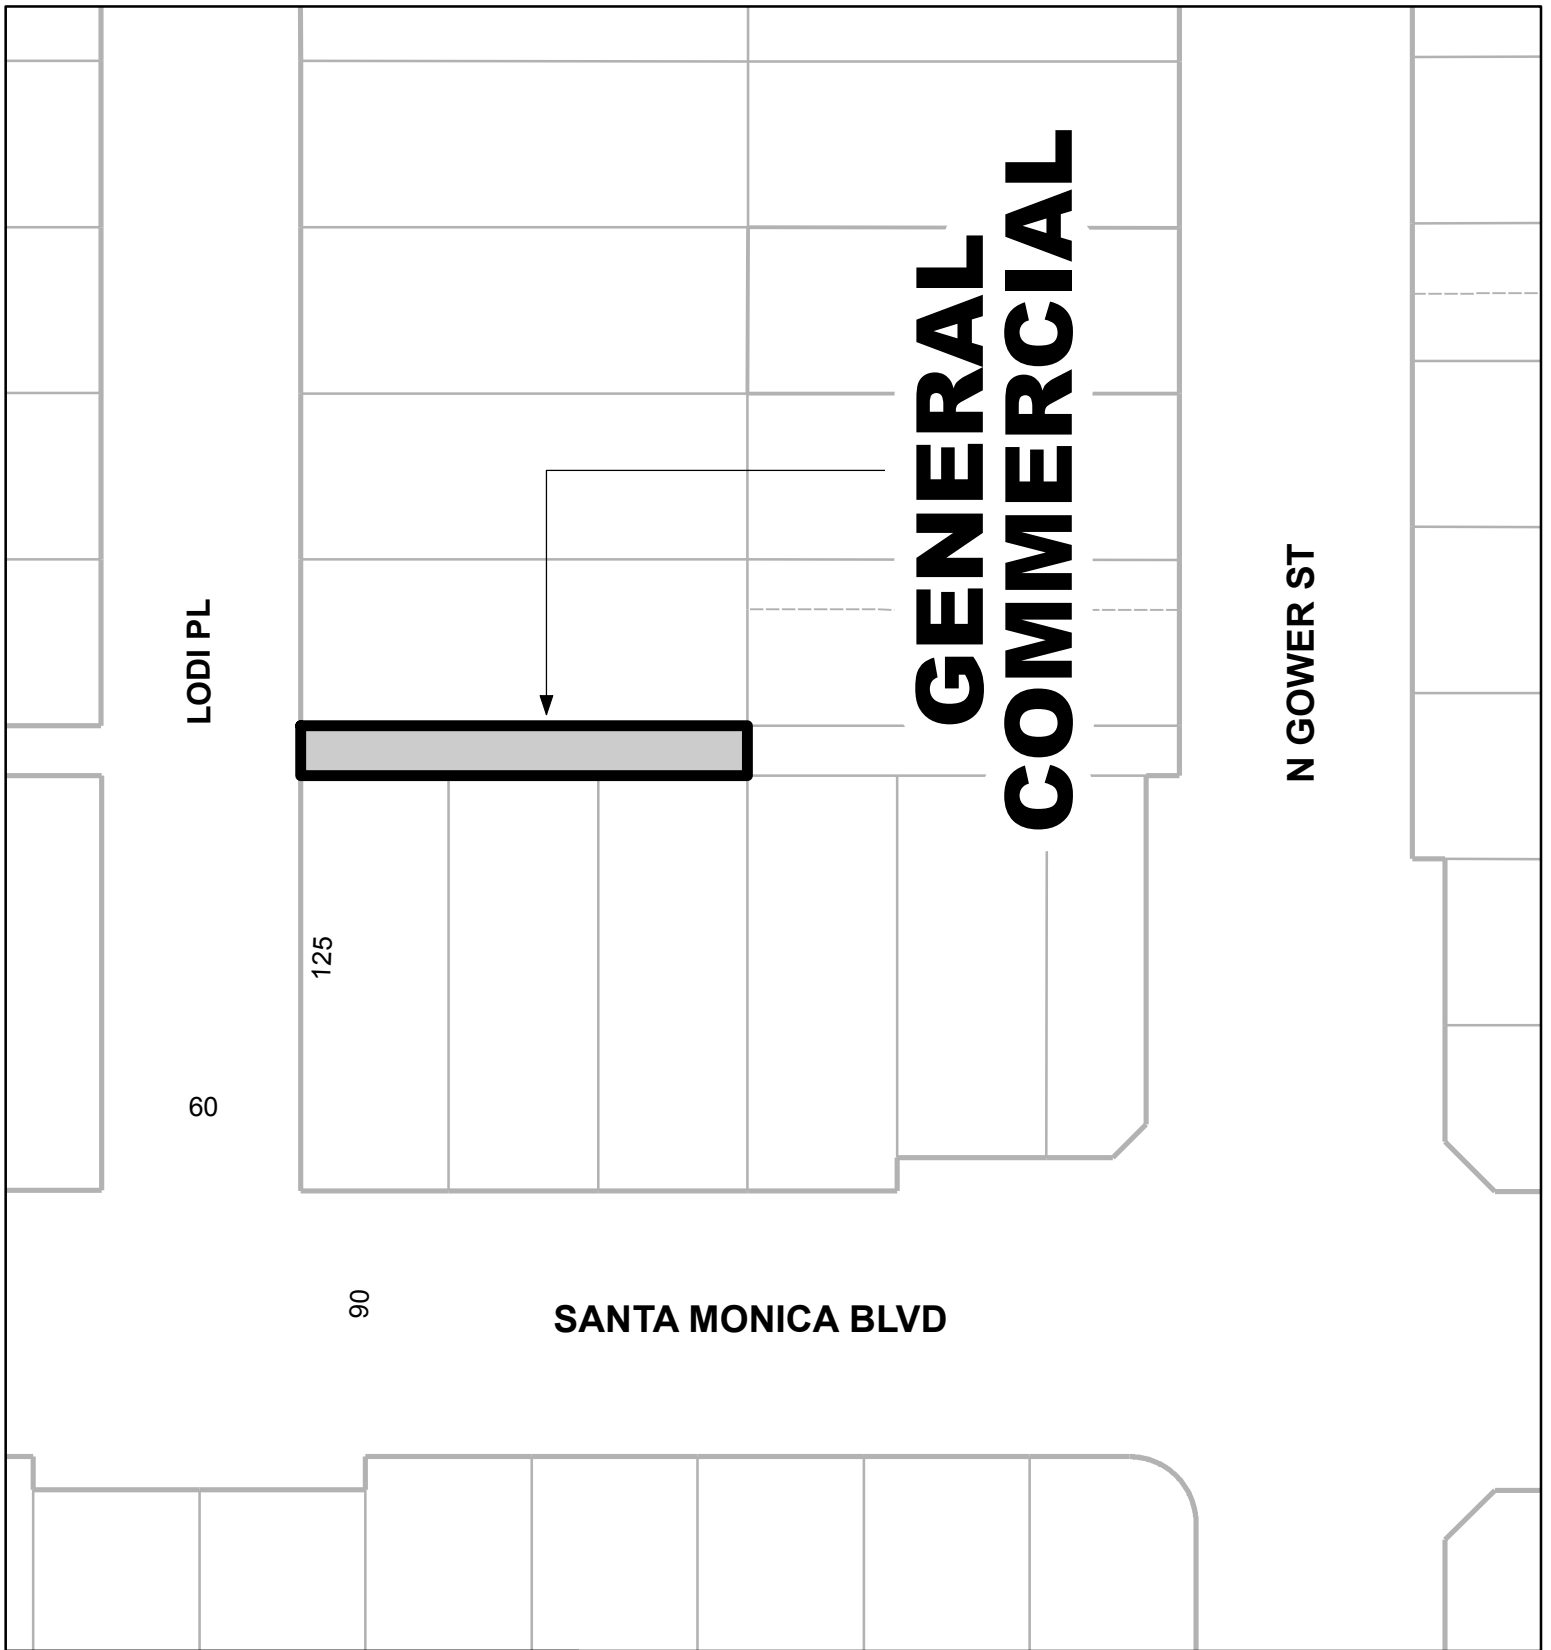 GENERAL
COMMERCIAL
LODI PL
N GOWER ST
125
60
90
SANTA MONICA BLVD